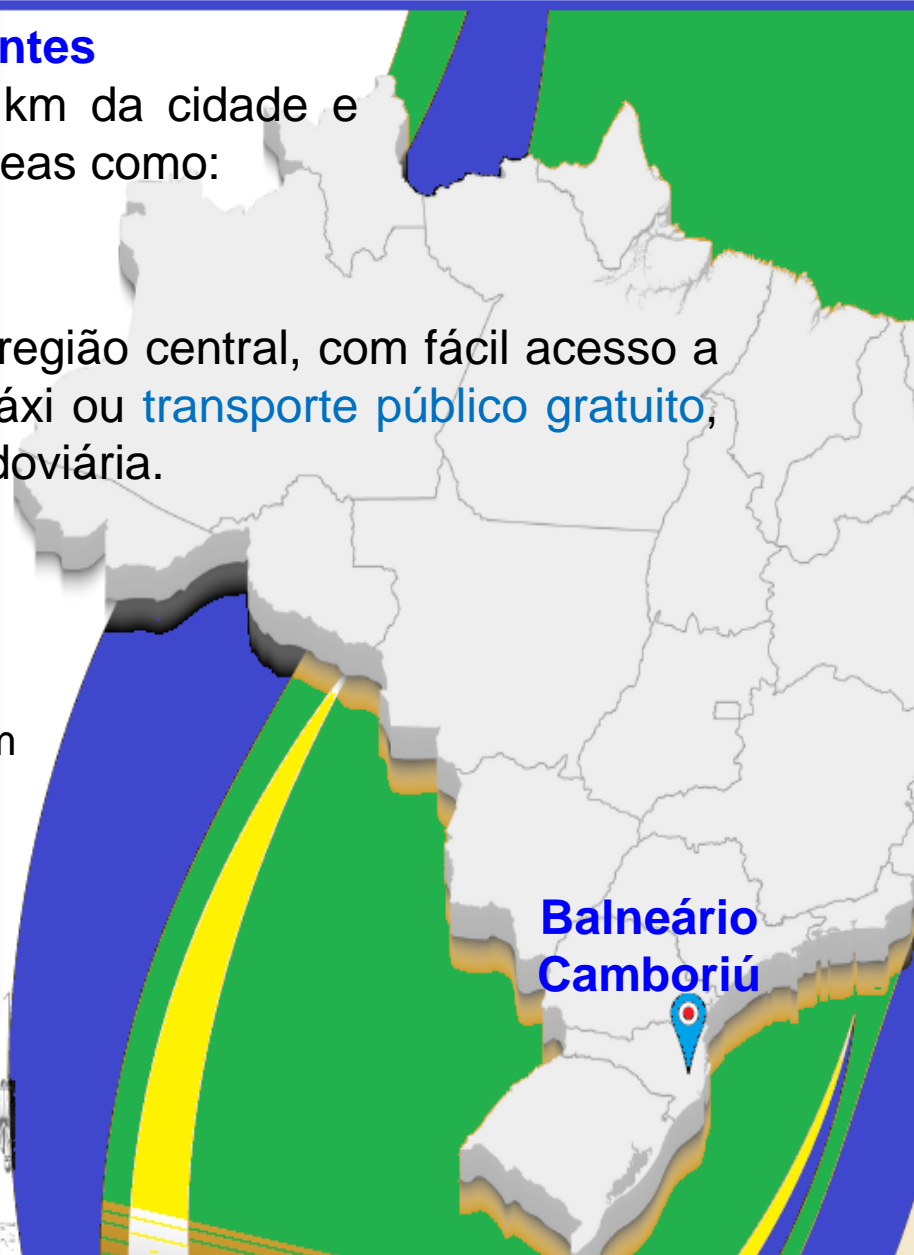 ntes
km da cidade e
eas como:
região central, com fácil acesso a
áxi ou transporte público gratuito,
doviária.
m
Balneário
Camboriú